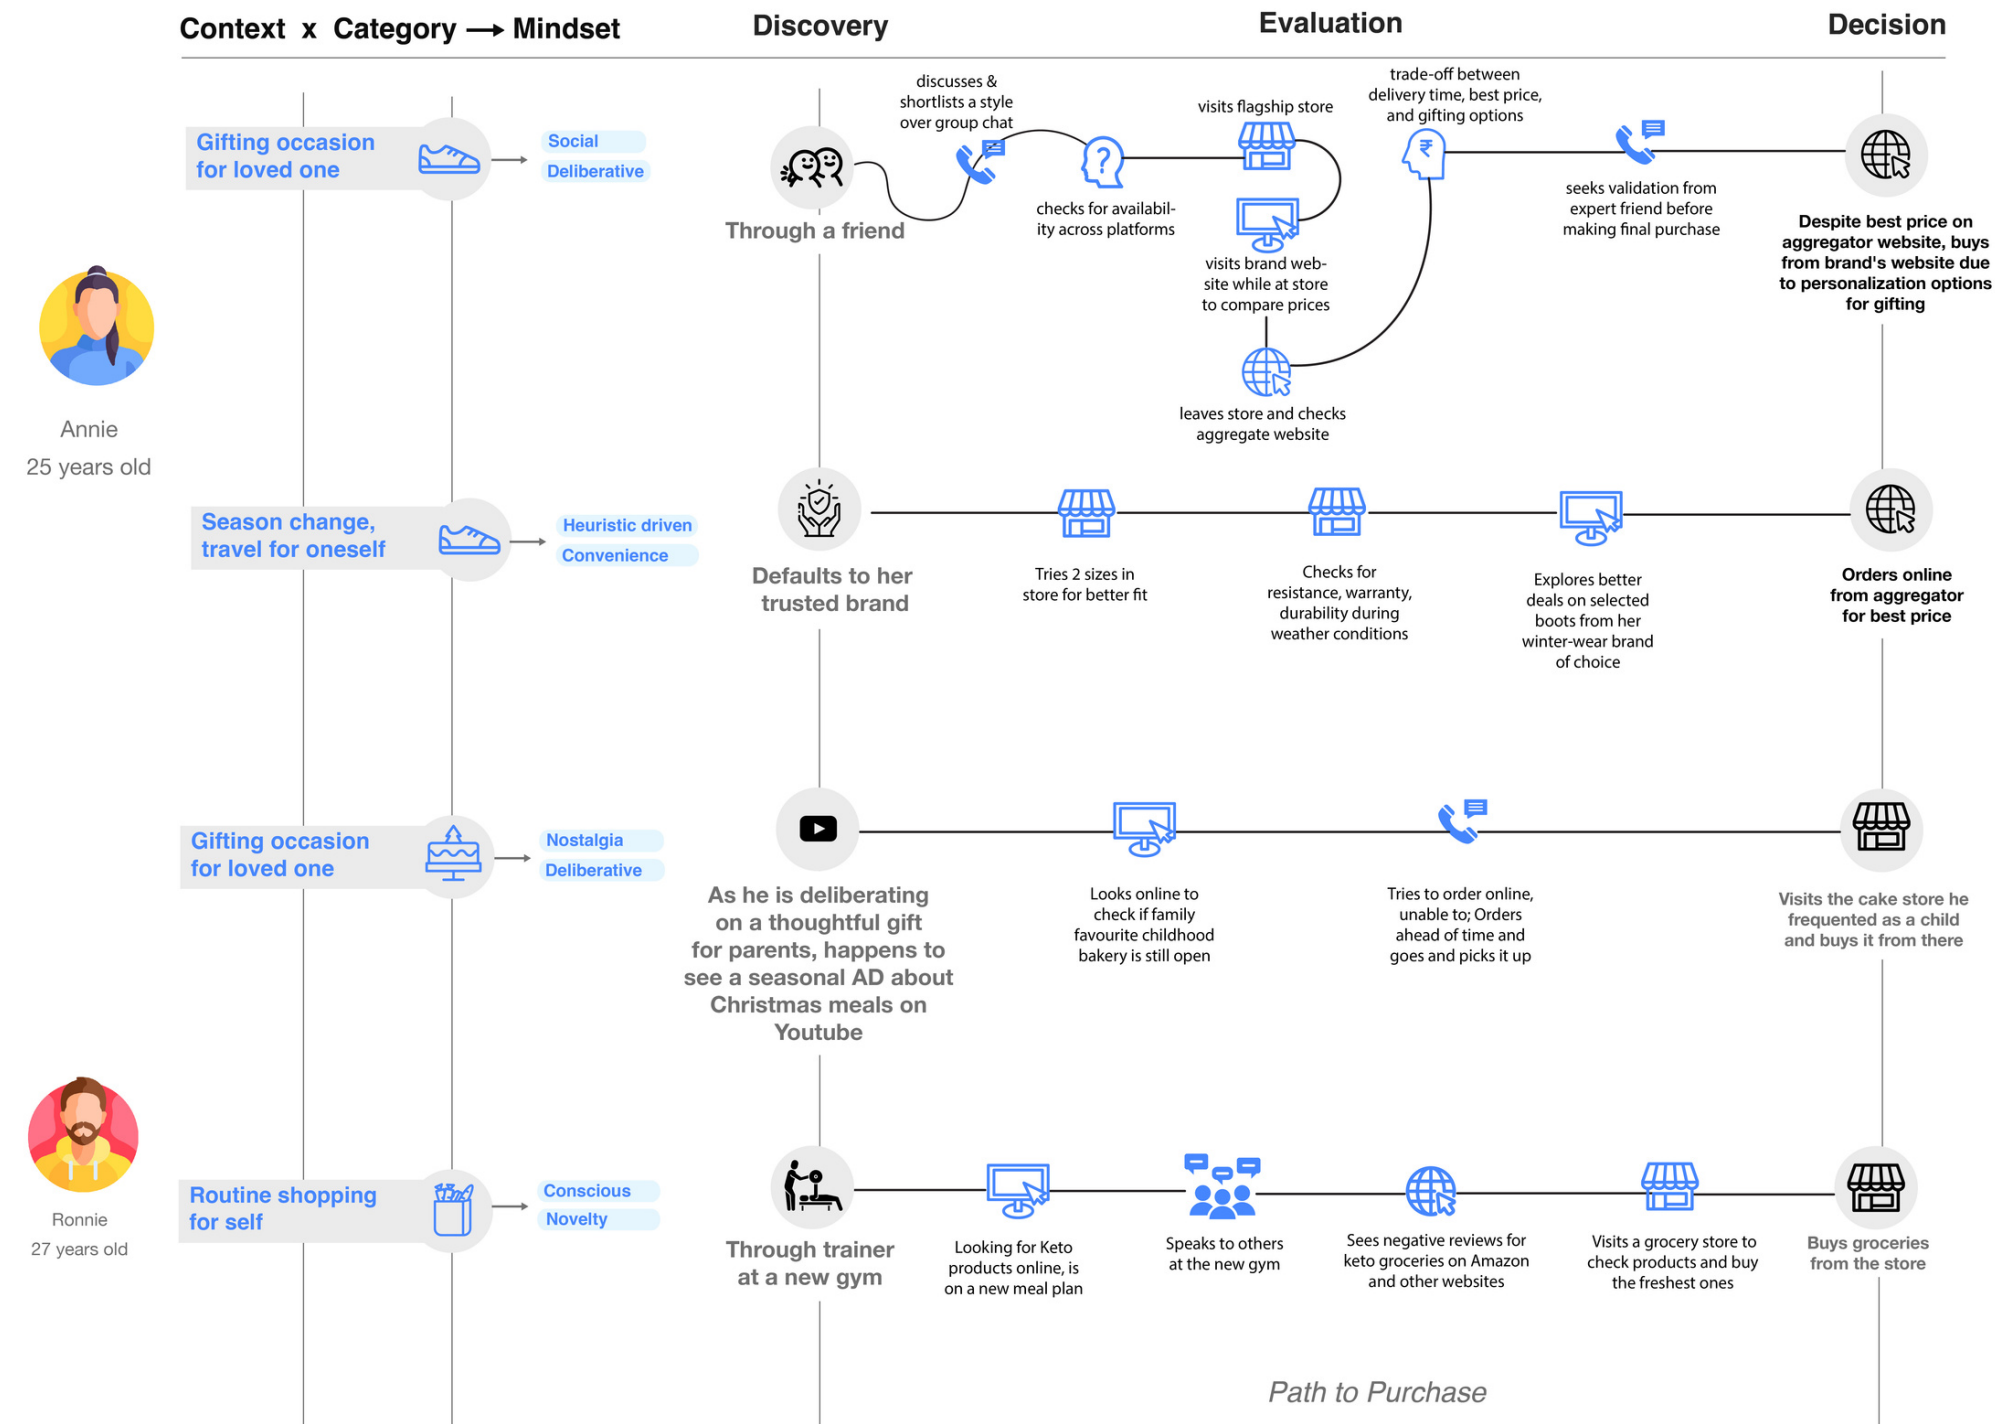 Context x Category → Mindset
Discovery
Evaluation
Decision
Annie
25 years old
Gifting occasion
for loved one
Social
Deliberative
Through a friend
discusses &
shortlists a style
over group chat
checks for availabil-
ity across platforms
visits flagship store
visits brand web-
site while at store
to compare prices
leaves store and checks
aggregate website
trade-off between
delivery time, best price,
and gifting options
₹
seeks validation from
expert friend before
making final purchase
Despite best price on
aggregator website, buys
from brand's website due
to personalization options
for gifting
Season change,
travel for oneself
Heuristic driven
Convenience
Defaults to her
trusted brand
Tries 2 sizes in
store for better fit
Checks for
resistance, warranty,
durability during
weather conditions
Explores better
deals on selected
boots from her
winter-wear brand
of choice
Orders online
from aggregator
for best price
Ronnie
27 years old
Gifting occasion
for loved one
Nostalgia
Deliberative
As he is deliberating
on a thoughtful gift
for parents, happens to
see a seasonal AD about
Christmas meals on
Youtube
Looks online to
check if family
favourite childhood
bakery is still open
Tries to order online,
unable to; Orders
ahead of time and
goes and picks it up
Visits the cake store he
frequented as a child
and buys it from there
Routine shopping
for self
Conscious
Novelty
Through trainer
at a new gym
Looking for Keto
products online, is
on a new meal plan
Speaks to others
at the new gym
Sees negative reviews for
keto groceries on Amazon
and other websites
Visits a grocery store to
check products and buy
the freshest ones
Buys groceries
from the store
Path to Purchase